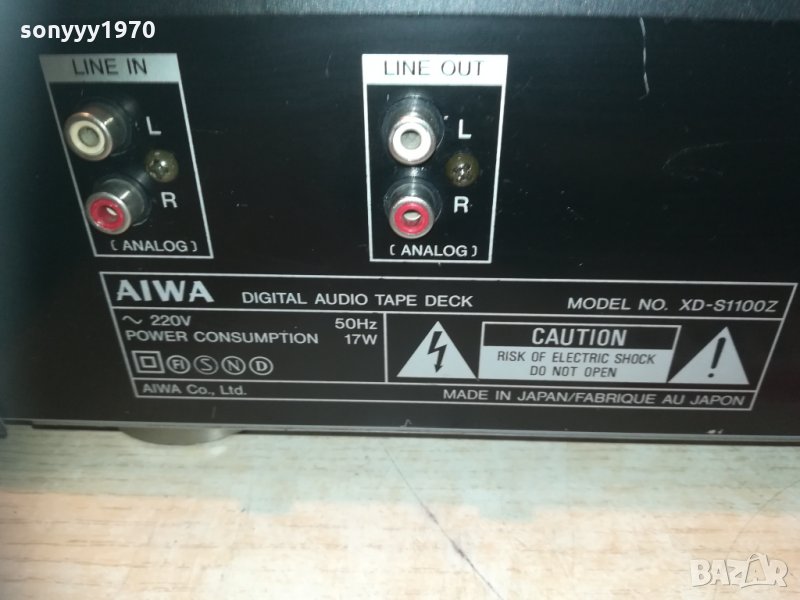 sonyyy1970
LINE IN
LINE OUT
L
L
R
R
( ANALOG )
( ANALOG )
AIWA DIGITAL AUDIO TAPE DECK MODEL NO. XD-S1100Z
~ 220V 50Hz
POWER CONSUMPTION 17W
FI S N D
CAUTION
RISK OF ELECTRIC SHOCK
DO NOT OPEN
AIWA Co., Ltd. MADE IN JAPAN/FABRIQUE AU JAPON
BAZAR